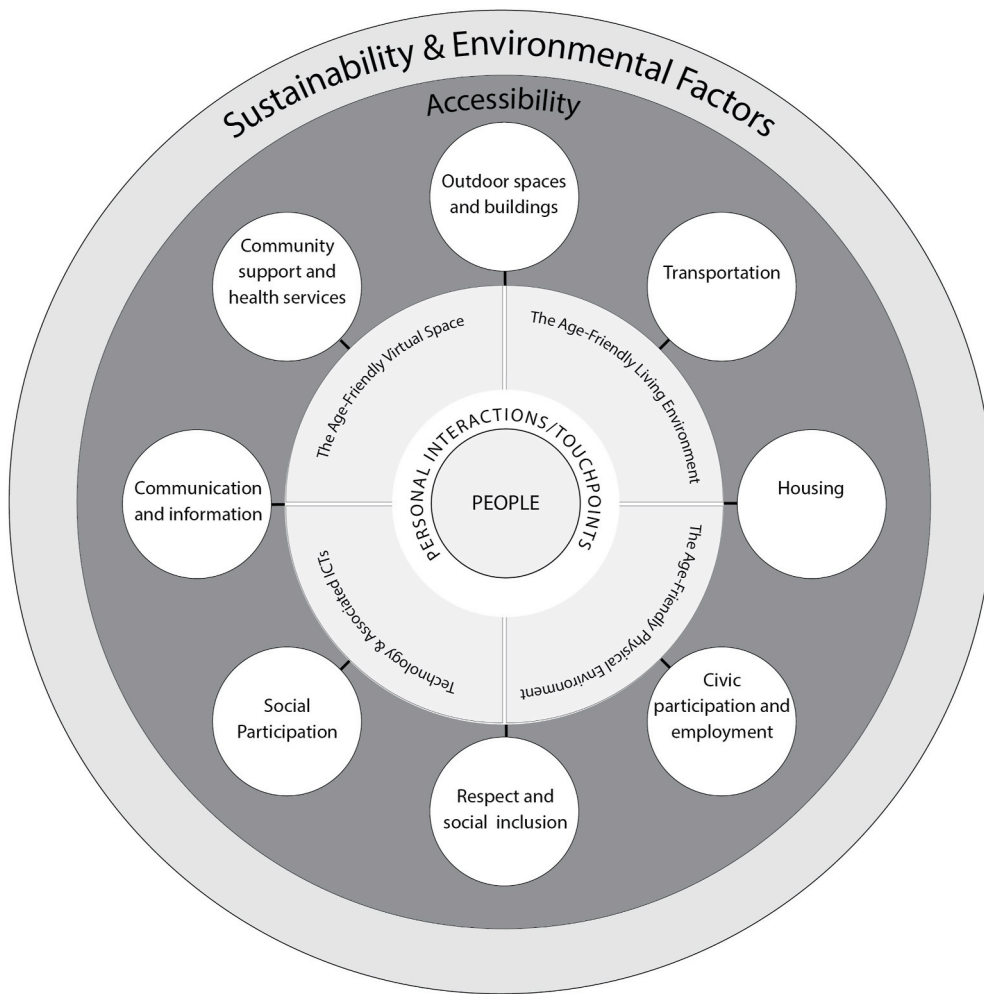 Sustainability & Environmental Factors
Accessibility
Outdoor spaces
and buildings
Community
support and
health services
Transportation
The Age-Friendly Virtual Space
The Age-Friendly Living Environment
PERSONAL INTERACTIONS/TOUCHPOINTS
PEOPLE
Communication
and information
Housing
Technology & Associated ICTs
The Age-Friendly Physical Environment
Social
Participation
Civic
participation and
employment
Respect and
social inclusion